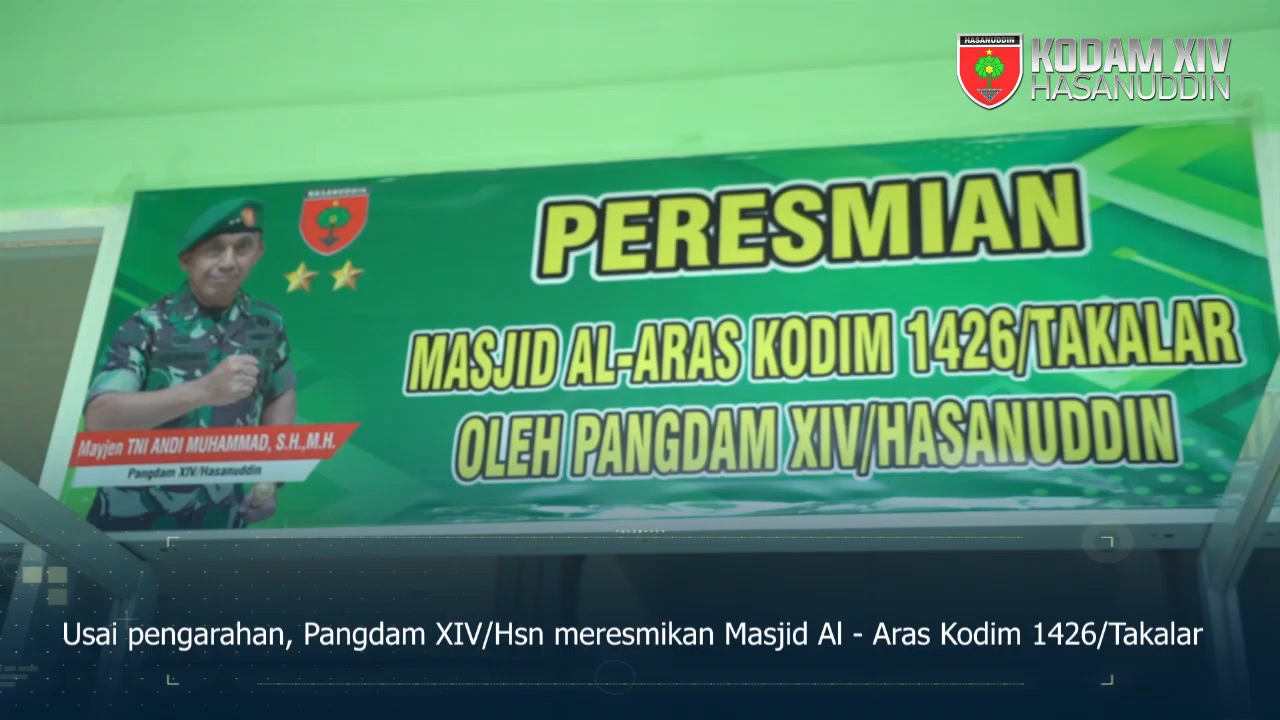 HASANUDDIN
KODAM XIV
HASANUDDIN
HASANUDDIN
PERESMIAN
MASJID AL-ARAS KODIM 1426/TAKALAR
OLEH PANGDAM XIV/HASANUDDIN
Mayjen TNI ANDI MUHAMMAD, S.H.,M.H.
Pangdam XIV/Hasanuddin
Usai pengarahan, Pangdam XIV/Hsn meresmikan Masjid Al - Aras Kodim 1426/Takalar